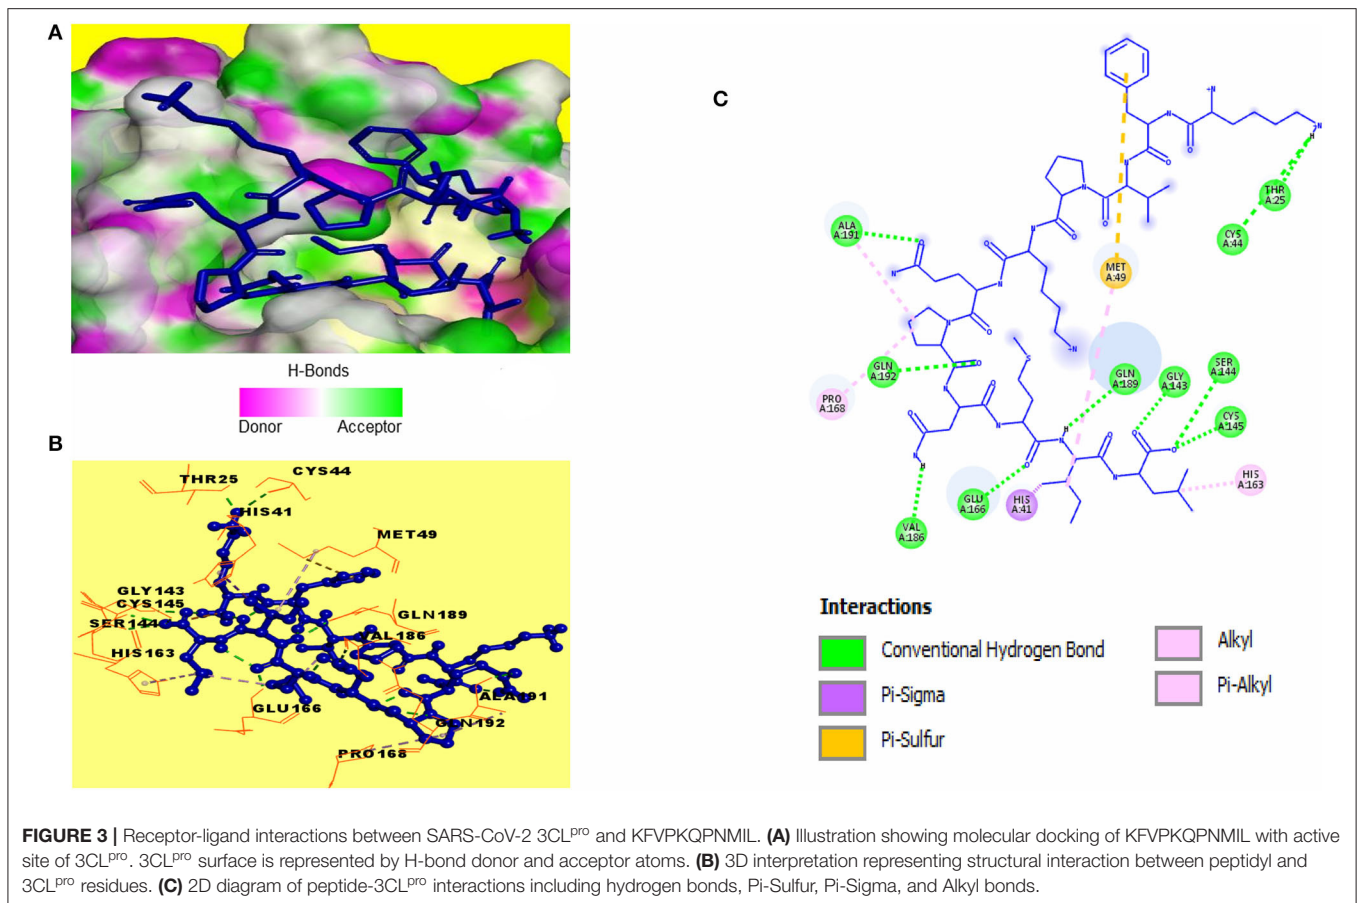 A
H-Bonds
Donor Acceptor
B
THR25
CYS44
HIS41
MET49
GLY143
CYS145
SER144
HIS163
GLN189
VAL186
GLU166
ALA191
GLN192
PRO168
C
N
+N
N
H
+N
O
O
N
THR
A:25
CYS
A:44
ALA
A:191
MET
A:49
GLN
A:192
PRO
A:168
GLN
A:189
GLY
A:143
SER
A:144
CYS
A:145
HIS
A:163
GLU
A:166
HIS
A:41
VAL
A:186
Interactions
Conventional Hydrogen Bond
Pi-Sigma
Pi-Sulfur
Alkyl
Pi-Alkyl
FIGURE 3 | Receptor-ligand interactions between SARS-CoV-2 3CLpro and KFVPKQPNMIL. (A) Illustration showing molecular docking of KFVPKQPNMIL with active
site of 3CLpro. 3CLpro surface is represented by H-bond donor and acceptor atoms. (B) 3D interpretation representing structural interaction between peptidyl and
3CLpro residues. (C) 2D diagram of peptide-3CLpro interactions including hydrogen bonds, Pi-Sulfur, Pi-Sigma, and Alkyl bonds.